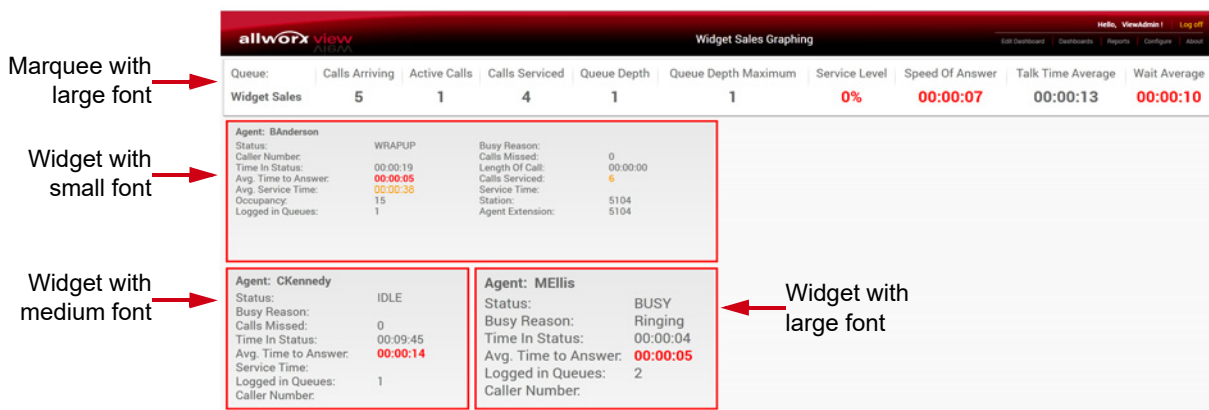 Hello, ViewAdmin ! Log off
allworx view
Widget Sales Graphing
Edit Dashboard Dashboards Reports Configure About
Marquee with
large font
Queue: Calls Arriving Active Calls Calls Serviced Queue Depth Queue Depth Maximum Service Level Speed Of Answer Talk Time Average Wait Average
Widget Sales 5 1 4 1 1 0% 00:00:07 00:00:13 00:00:10
Widget with
small font
Agent: BAnderson
Status: WRAPUP Busy Reason:
Caller Number: Calls Missed: 0
Time In Status: 00:00:19 Length Of Call: 00:00:00
Avg. Time to Answer: 00:00:05 Calls Serviced: 6
Avg. Service Time: 00:00:38 Service Time:
Occupancy: 15 Station: 5104
Logged in Queues: 1 Agent Extension: 5104
Widget with
medium font
Agent: CKennedy
Status: IDLE
Busy Reason:
Calls Missed: 0
Time In Status: 00:09:45
Avg. Time to Answer: 00:00:14
Service Time:
Logged in Queues: 1
Caller Number:
Agent: MEllis
Status: BUSY
Busy Reason: Ringing
Time In Status: 00:00:04
Avg. Time to Answer: 00:00:05
Logged in Queues: 2
Caller Number:
Widget with
large font